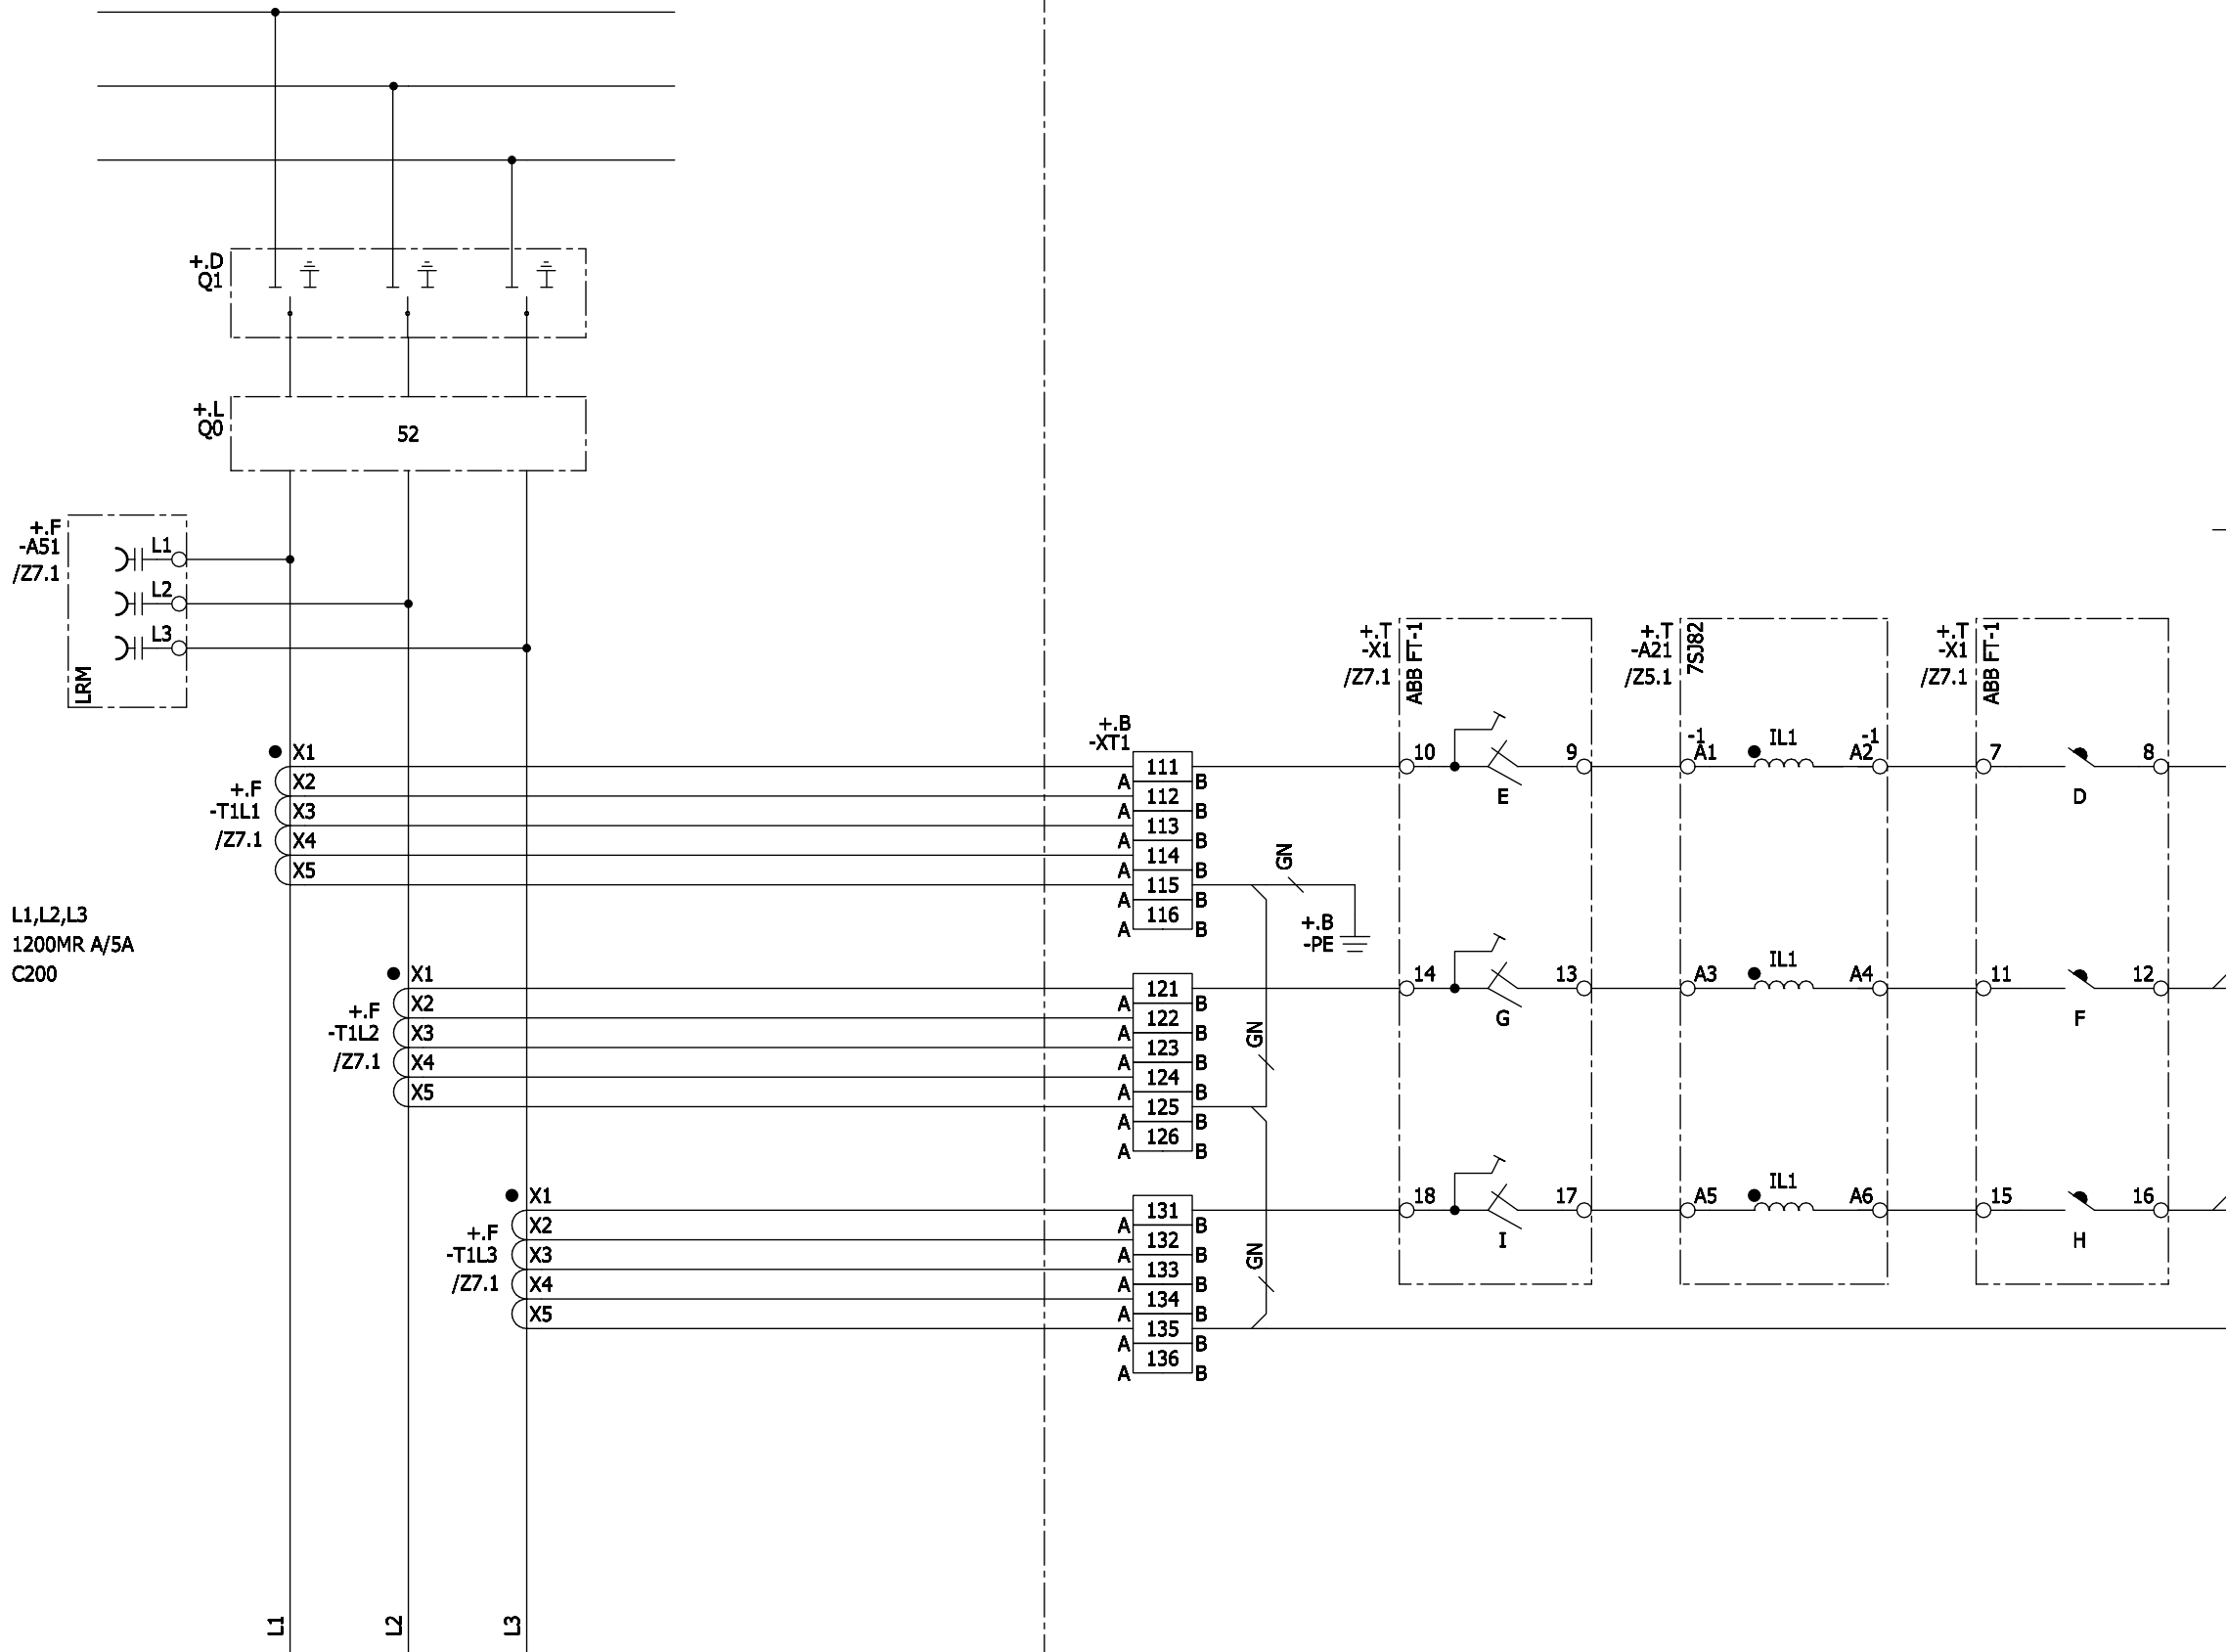 +.D
Q1
+.L
Q0
52
+.F
-A51
/Z7.1
L1
L2
L3
LRM
X1
X2
X3
X4
X5
+.F
-T1L1
/Z7.1
L1,L2,L3
1200MR A/5A
C200
X1
X2
X3
X4
X5
+.F
-T1L2
/Z7.1
X1
X2
X3
X4
X5
+.F
-T1L3
/Z7.1
L1
L2
L3
+.B
-XT1
111
A B
112
A B
113
A B
114
A B
115
A B
116
A B
GN
+.B
-PE
121
A B
122
A B
123
A B
124
A B
125
A B
126
A B
GN
131
A B
132
A B
133
A B
134
A B
135
A B
136
A B
GN
+.T
-X1
/Z7.1
ABB FT-1
10 9
E
14 13
G
18 17
I
+.T
-A21
/Z5.1
7SJ82
-1 IL1 -1
A1 A2
IL1
A3 A4
IL1
A5 A6
+.T
-X1
/Z7.1
ABB FT-1
7 8
D
11 12
F
15 16
H